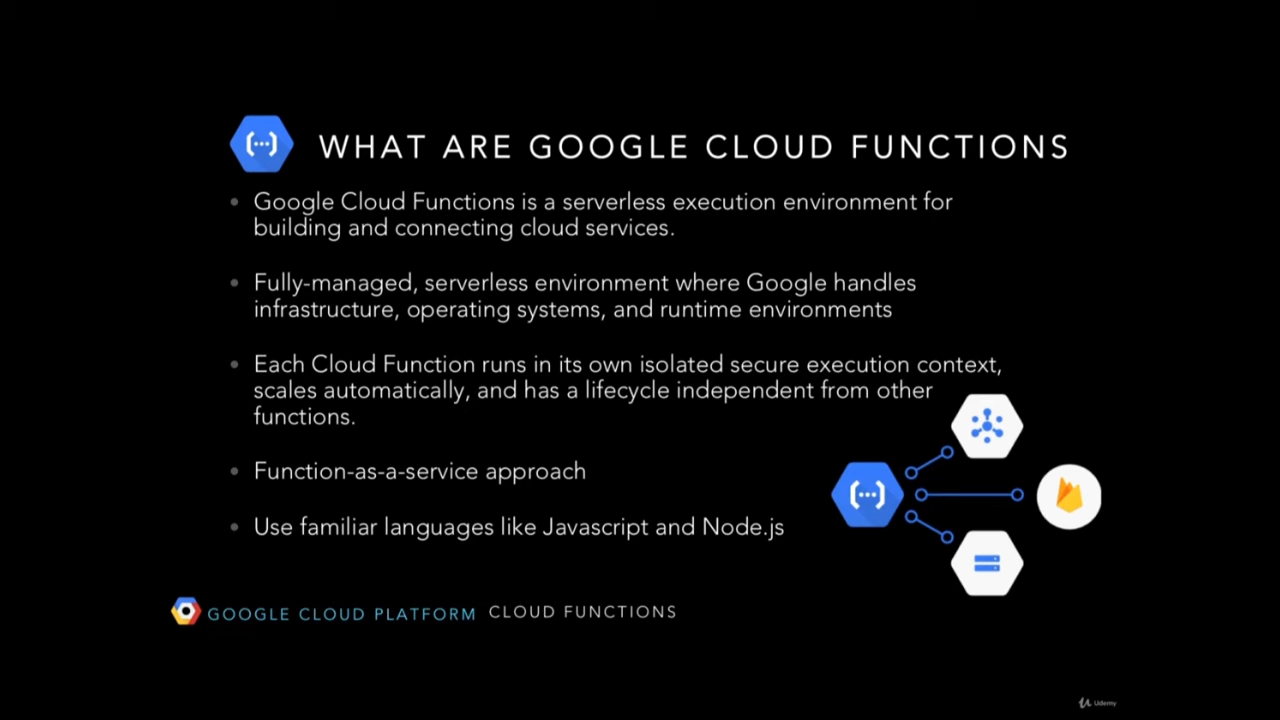 WHAT ARE GOOGLE CLOUD FUNCTIONS
• Google Cloud Functions is a serverless execution environment for
building and connecting cloud services.
• Fully-managed, serverless environment where Google handles
infrastructure, operating systems, and runtime environments
• Each Cloud Function runs in its own isolated secure execution context,
scales automatically, and has a lifecycle independent from other
functions.
• Function-as-a-service approach
• Use familiar languages like Javascript and Node.js
GOOGLE CLOUD PLATFORM CLOUD FUNCTIONS
Udemy